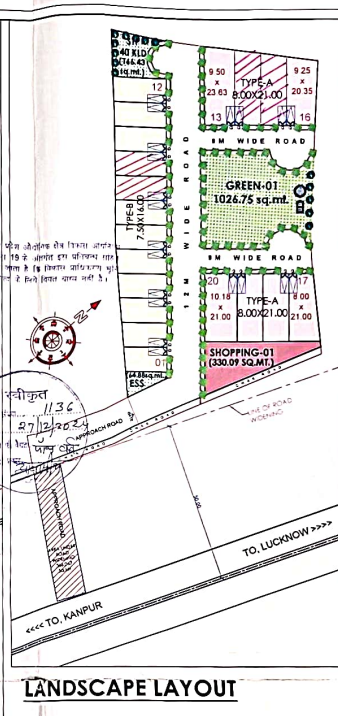 40 KLD
(766.43
sq.mt.)
12
9.50
x
23.63
TYPE-A
8.00X21.00
9.25
x
20.35
13
16
9M WIDE ROAD
GREEN-01
1026.75 sq.mt.
12M WIDE ROAD
TYPE-B
7.50X16.00
9M WIDE ROAD
20
10.18
x
21.00
TYPE-A
8.00X21.00
17
8.00
x
21.00
SHOPPING-01
(330.09 SQ.MT.)
01
ESS
स्वीकृत
1136
27/12/2024
APPROACH ROAD
LINE OF ROAD
WIDENING
APPROACH ROAD
30.00
TO, LUCKNOW >>>>
<<<< TO, KANPUR
LANDSCAPE LAYOUT